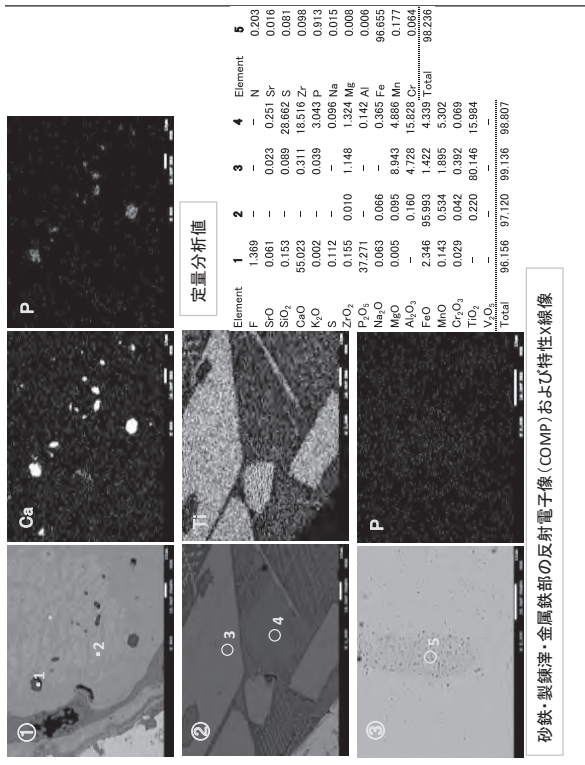 ①
1
2
Ca
P
②
3
4
Ti
定量分析値
③
5
P
Element 1 2 3 4 Element 5
F 1.369 – – – N 0.203
SrO 0.061 – 0.023 0.251 Sr 0.016
SiO₂ 0.153 – 0.089 28.662 S 0.081
CaO 55.023 – 0.311 18.516 Zr 0.098
K₂O 0.002 – 0.039 3.043 P 0.913
S 0.112 – – 0.096 Na 0.015
ZrO₂ 0.155 0.010 1.148 1.324 Mg 0.008
P₂O₅ 37.271 – – 0.142 Al 0.006
Na₂O 0.063 0.066 – 0.365 Fe 96.655
MgO 0.005 0.095 8.943 4.886 Mn 0.177
Al₂O₃ – 0.160 4.728 15.828 Cr 0.064
FeO 2.346 95.993 1.422 4.339 Total 98.236
MnO 0.143 0.534 1.895 5.302
Cr₂O₃ 0.029 0.042 0.392 0.069
TiO₂ 0.220 80.146 15.984
V₂O₅ – –
Total 96.156 97.120 99.136 98.807
砂鉄・製錬滓・金属鉄部の反射電子像(COMP)および特性X線像